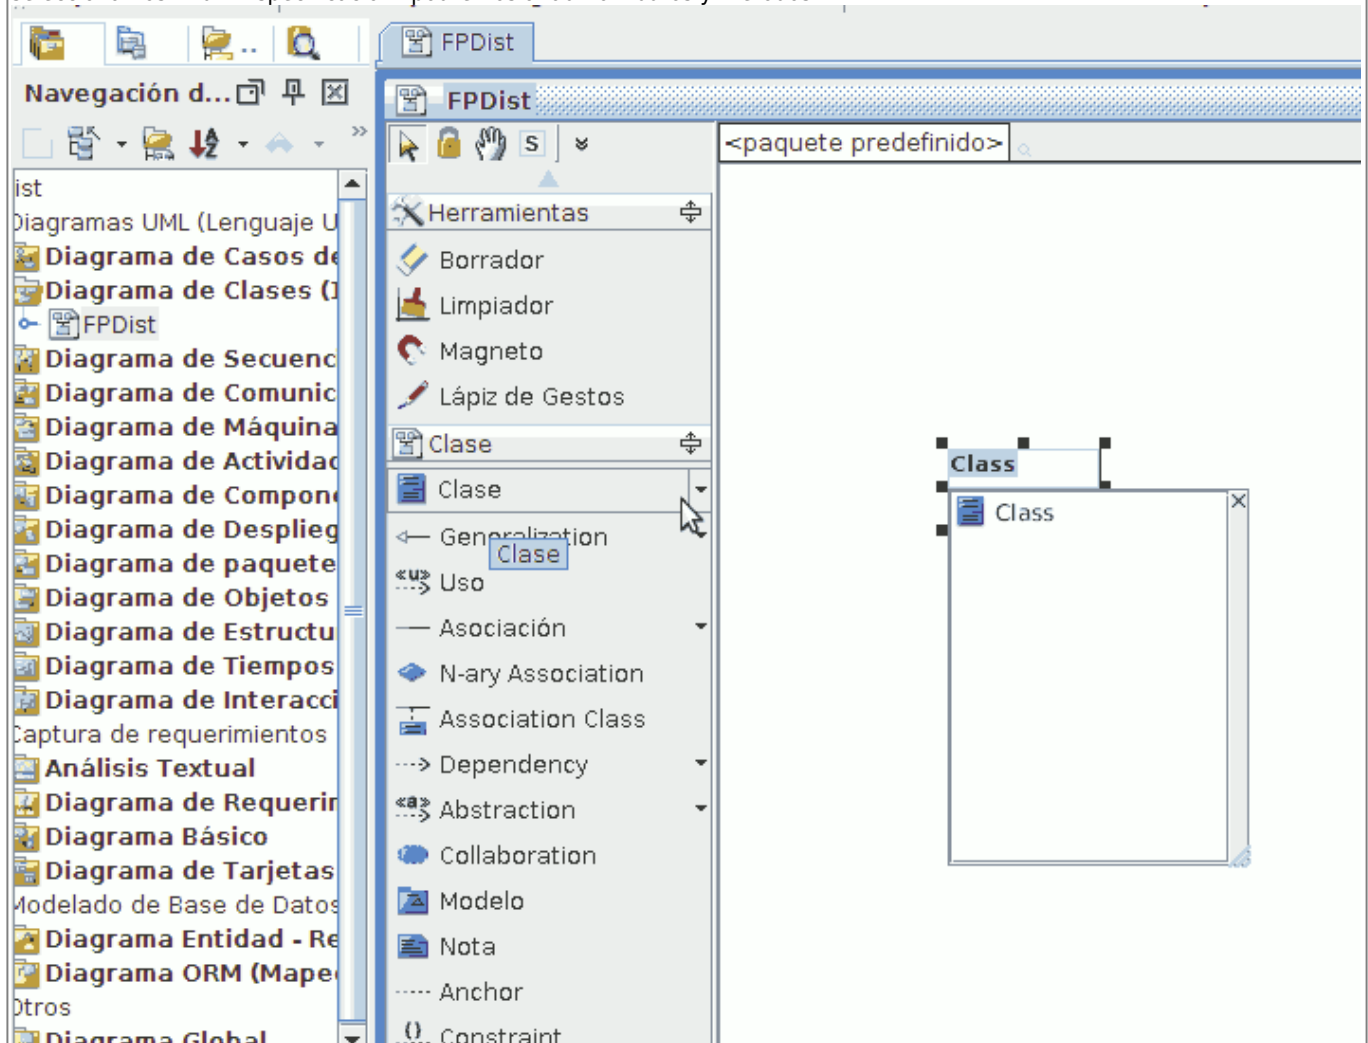 FPDist
Navegación d...
FPDist
S
<paquete predefinido>
ist
Diagramas UML (Lenguaje U
Diagrama de Casos de
Diagrama de Clases (I
FPDist
Diagrama de Secuenc
Diagrama de Comunic
Diagrama de Máquina
Diagrama de Actividad
Diagrama de Compone
Diagrama de Desplieg
Diagrama de paquete
Diagrama de Objetos
Diagrama de Estructu
Diagrama de Tiempos
Diagrama de Interacci
Captura de requerimientos
Análisis Textual
Diagrama de Requerir
Diagrama Básico
Diagrama de Tarjetas
Modelado de Base de Datos
Diagrama Entidad - Re
Diagrama ORM (Mape
Otros
Diagrama Global
Herramientas
Borrador
Limpiador
Magneto
Lápiz de Gestos
Clase
Clase
Generalization
Clase
«u» Uso
Asociación
N-ary Association
Association Class
Dependency
«a» Abstraction
Collaboration
Modelo
Nota
Anchor
Constraint
Class
Class